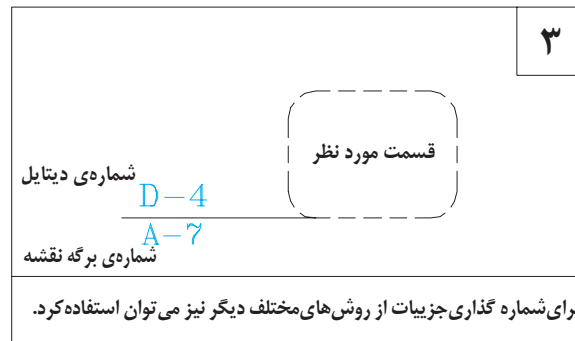 ۳
قسمت مورد نظر
شماره‌ی دیتایل
D-4
A-7
شماره‌ی برگه نقشه
برای شماره گذاری جزییات از روش‌های مختلف دیگر نیز می‌توان استفاده کرد.